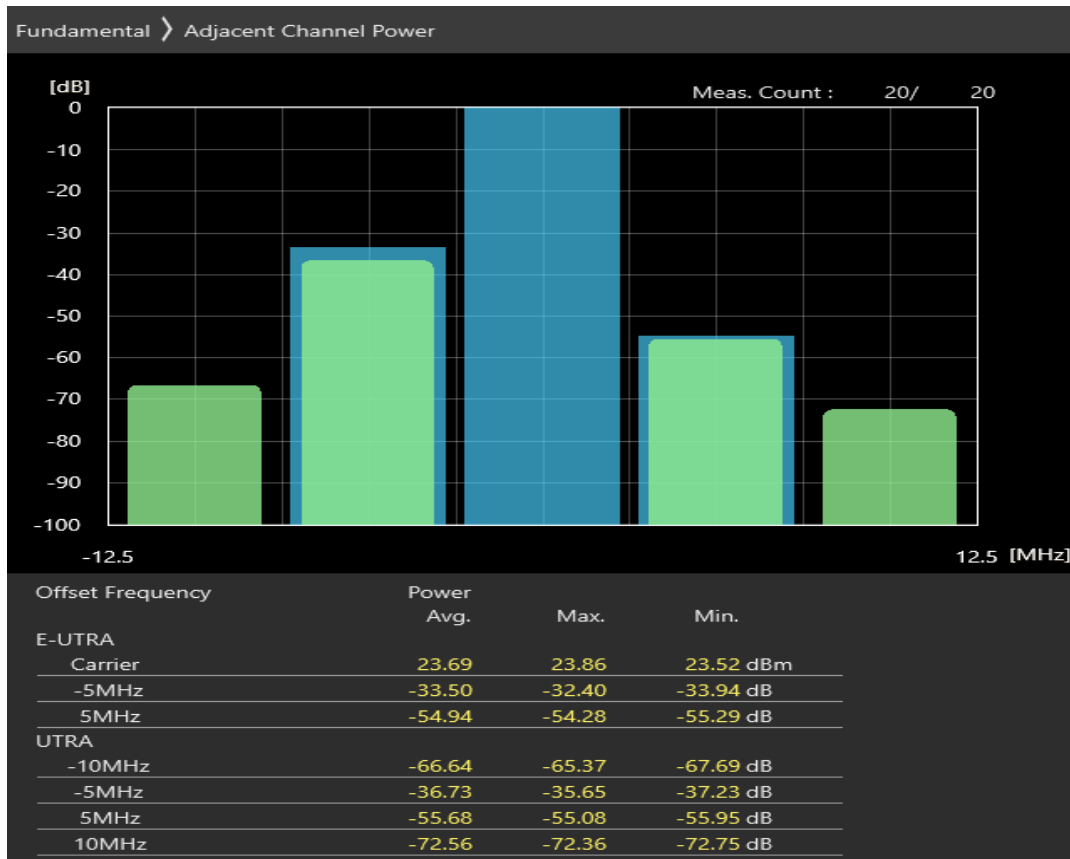 Fundamental ❯ Adjacent Channel Power
[dB]
Meas. Count : 20/ 20
0
-10
-20
-30
-40
-50
-60
-70
-80
-90
-100
-12.5 12.5 [MHz]
Offset Frequency Power
Avg. Max. Min.
E-UTRA
Carrier 23.69 23.86 23.52 dBm
-5MHz -33.50 -32.40 -33.94 dB
5MHz -54.94 -54.28 -55.29 dB
UTRA
-10MHz -66.64 -65.37 -67.69 dB
-5MHz -36.73 -35.65 -37.23 dB
5MHz -55.68 -55.08 -55.95 dB
10MHz -72.56 -72.36 -72.75 dB